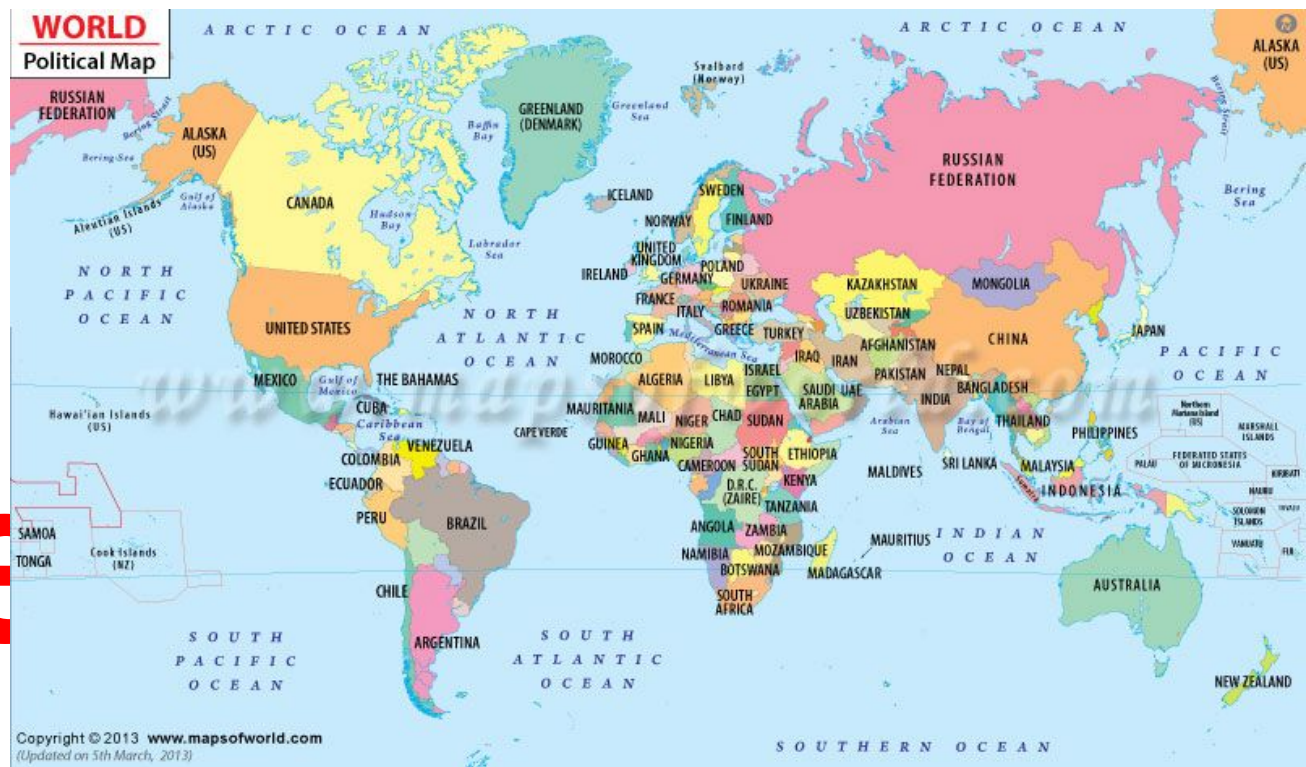 WORLD
Political Map
ARCTIC OCEAN
ARCTIC OCEAN
ALASKA
(US)
RUSSIAN
FEDERATION
Bering Strait
ALASKA
(US)
Bering Sea
Gulf of
Alaska
Aleutian Islands
(US)
CANADA
Hudson
Bay
Baffin
Bay
Labrador
Sea
GREENLAND
(DENMARK)
Greenland
Sea
Svalbard
(Norway)
ICELAND
RUSSIAN
FEDERATION
Bering Strait
Bering
Sea
NORWAY
SWEDEN
FINLAND
UNITED
KINGDOM
IRELAND
POLAND
GERMANY
UKRAINE
FRANCE
ROMANIA
ITALY
SPAIN
GREECE
TURKEY
Mediterranean Sea
KAZAKHSTAN
UZBEKISTAN
MONGOLIA
CHINA
JAPAN
AFGHANISTAN
IRAQ
IRAN
PAKISTAN
NEPAL
BANGLADESH
INDIA
ISRAEL
EGYPT
SAUDI
ARABIA
UAE
NORTH
PACIFIC
OCEAN
UNITED STATES
NORTH
ATLANTIC
OCEAN
PACIFIC
OCEAN
MEXICO
Gulf of
Mexico
THE BAHAMAS
CUBA
Caribbean
Sea
Hawai'ian Islands
(US)
MOROCCO
ALGERIA
LIBYA
MAURITANIA
MALI
NIGER
CHAD
SUDAN
CAPE VERDE
GUINEA
GHANA
NIGERIA
CAMEROON
SOUTH
SUDAN
ETHIOPIA
D.R.C.
(ZAIRE)
KENYA
TANZANIA
ANGOLA
ZAMBIA
MOZAMBIQUE
NAMIBIA
BOTSWANA
MADAGASCAR
MAURITIUS
SOUTH
AFRICA
Arabian
Sea
Bay of
Bengal
THAILAND
PHILIPPINES
MALDIVES
SRI LANKA
MALAYSIA
INDONESIA
Sumatra
Northern
Mariana Island
(US)
MARSHALL
ISLANDS
FEDERATED STATES
OF MICRONESIA
PALAU
KIRIBATI
NAURU
SOLOMON
ISLANDS
TUVALU
VANUATU
FIJI
VENEZUELA
COLOMBIA
ECUADOR
PERU
BRAZIL
CHILE
ARGENTINA
SAMOA
TONGA
Cook Islands
(NZ)
INDIAN
OCEAN
AUSTRALIA
NEW ZEALAND
SOUTH
PACIFIC
OCEAN
SOUTH
ATLANTIC
OCEAN
SOUTHERN OCEAN
Copyright © 2013 www.mapsofworld.com
(Updated on 5th March, 2013)